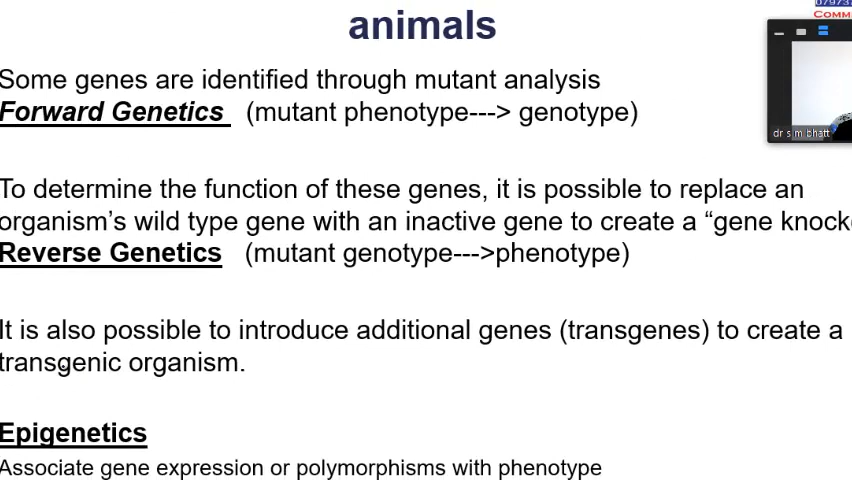 animals
Some genes are identified through mutant analysis
Forward Genetics (mutant phenotype---> genotype)
To determine the function of these genes, it is possible to replace an
organism's wild type gene with an inactive gene to create a “gene knock
Reverse Genetics (mutant genotype--->phenotype)
It is also possible to introduce additional genes (transgenes) to create a
transgenic organism.
Epigenetics
Associate gene expression or polymorphisms with phenotype
dr s m bhatt